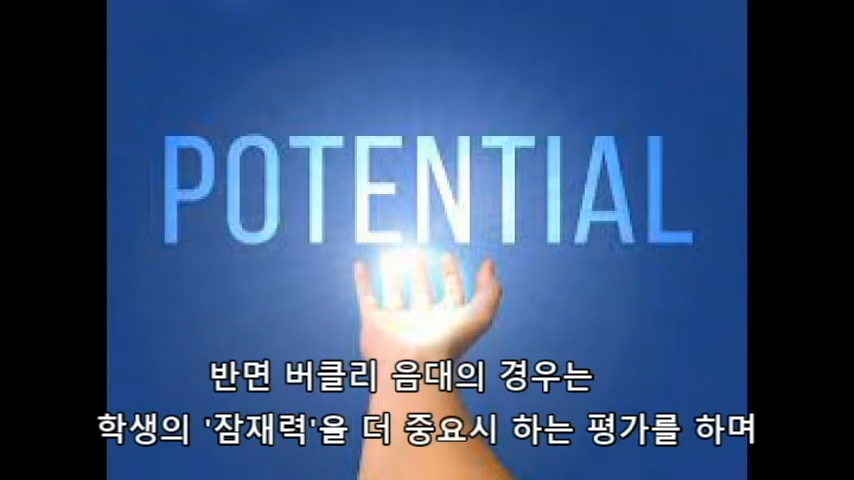 POTENTIAL
반면 버클리 음대의 경우는
학생의 '잠재력'을 더 중요시 하는 평가를 하며